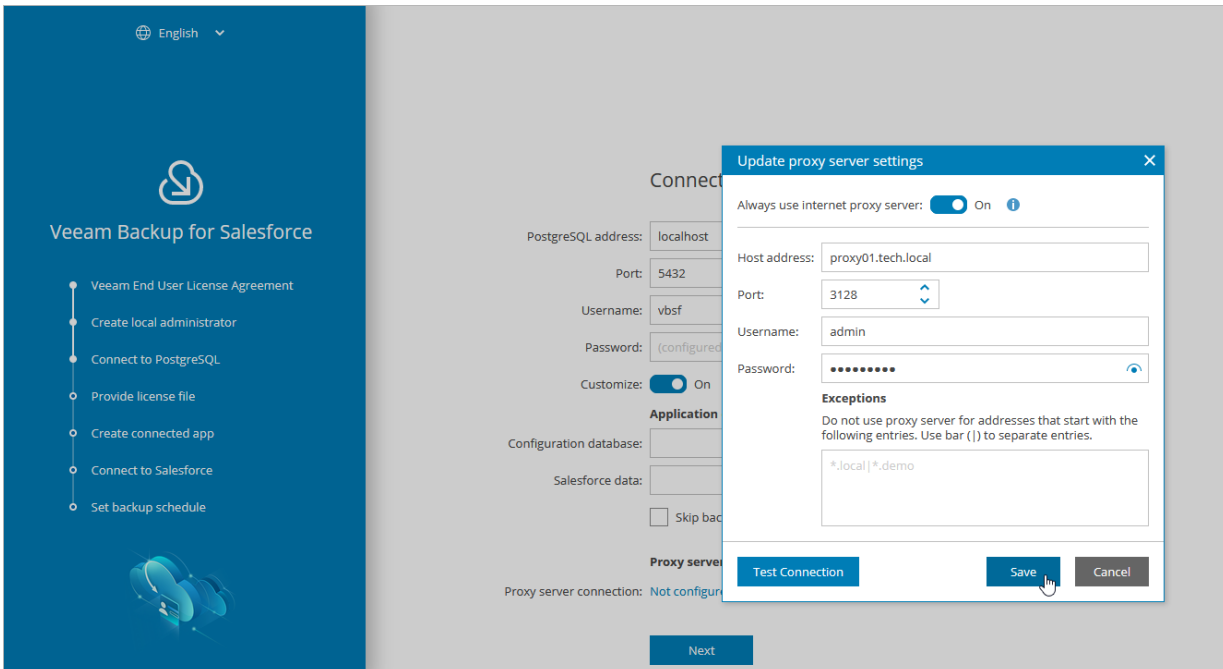 English
Veeam Backup for Salesforce
Veeam End User License Agreement
Create local administrator
Connect to PostgreSQL
Provide license file
Create connected app
Connect to Salesforce
Set backup schedule
Connect
PostgreSQL address: localhost
Port: 5432
Username: vbsf
Password: (configured
Customize: On
Application
Configuration database:
Salesforce data:
Skip bac
Proxy server
Proxy server connection: Not configure
Next
Update proxy server settings
Always use internet proxy server: On
Host address: proxy01.tech.local
Port: 3128
Username: admin
Password: •••••••••
Exceptions
Do not use proxy server for addresses that start with the
following entries. Use bar (|) to separate entries.
*.local|*.demo
Test Connection
Save
Cancel